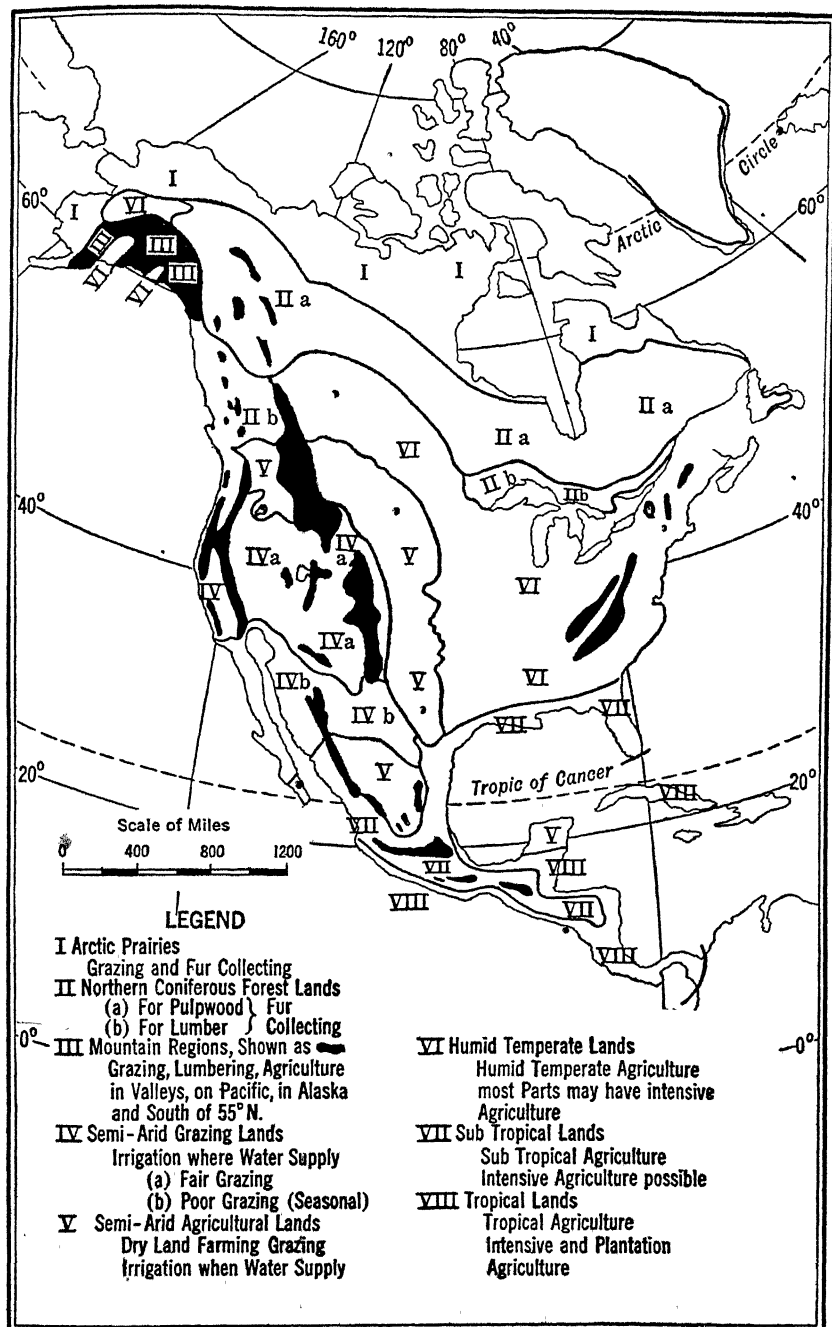 160° 120° 80° 40°
Circle
60° I I VI 60°
Arctic
III III III
VI VI
I I
II a
I
II a
II b II a
VI
V II b IIb
40° 40°
IV a
IVa V VI
IV
IVa
VI
IVb V
VII VII
IV b
V
Tropic of Cancer
20° 20°
VIII
Scale of Miles
VII V
0 400 800 1200
VII VIII
VIII VII
VIII
LEGEND
I Arctic Prairies
Grazing and Fur Collecting
II Northern Coniferous Forest Lands
(a) For Pulpwood } Fur
(b) For Lumber } Collecting
III Mountain Regions, Shown as
Grazing, Lumbering, Agriculture
in Valleys, on Pacific, in Alaska
and South of 55°N.
IV Semi-Arid Grazing Lands
Irrigation where Water Supply
(a) Fair Grazing
(b) Poor Grazing (Seasonal)
V Semi-Arid Agricultural Lands
Dry Land Farming Grazing
Irrigation when Water Supply
0° 0°
VI Humid Temperate Lands
Humid Temperate Agriculture
most Parts may have intensive
Agriculture
VII Sub Tropical Lands
Sub Tropical Agriculture
Intensive Agriculture possible
VIII Tropical Lands
Tropical Agriculture
Intensive and Plantation
Agriculture